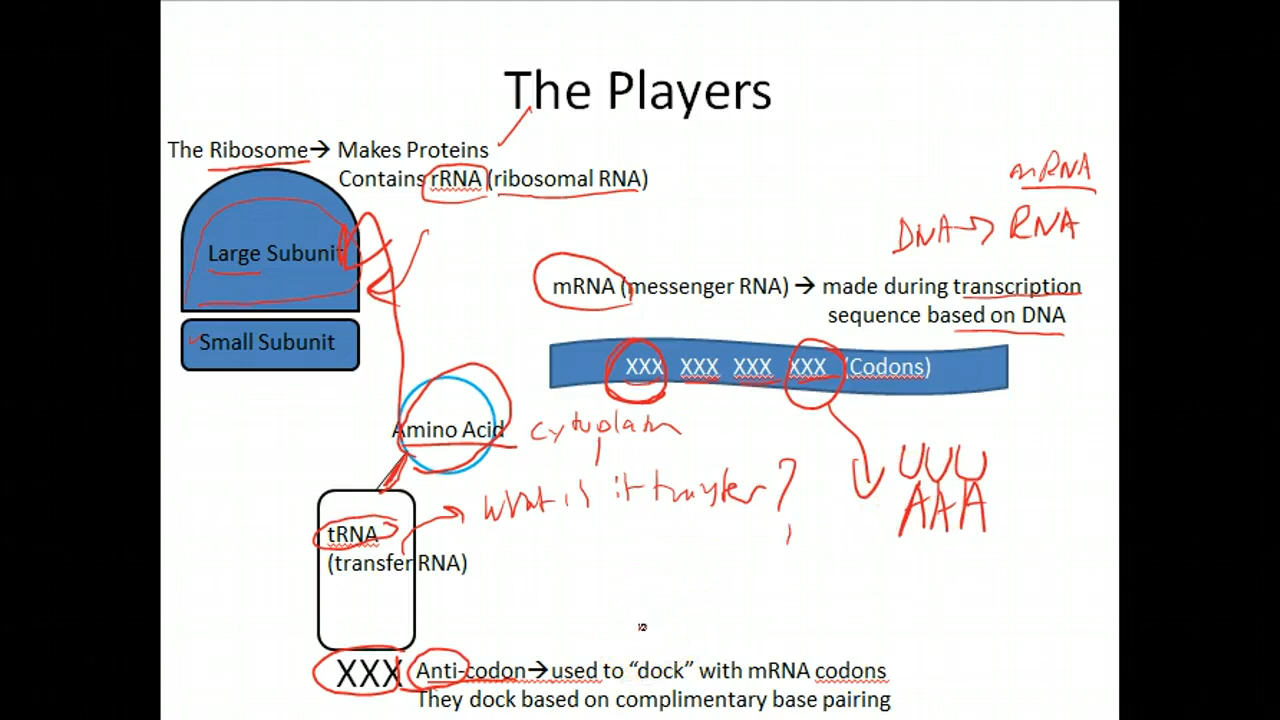 The Players
The Ribosome→ Makes Proteins
Contains rRNA (ribosomal RNA)
mRNA
DNA → RNA
Large Subunit
mRNA (messenger RNA) → made during transcription
sequence based on DNA
Small Subunit
XXX XXX XXX XXX (Codons)
Amino Acid
cytoplasm
UUU
AAA
What is it transfer?
tRNA
(transfer RNA)
XXX
Anti-codon→used to “dock” with mRNA codons
They dock based on complimentary base pairing